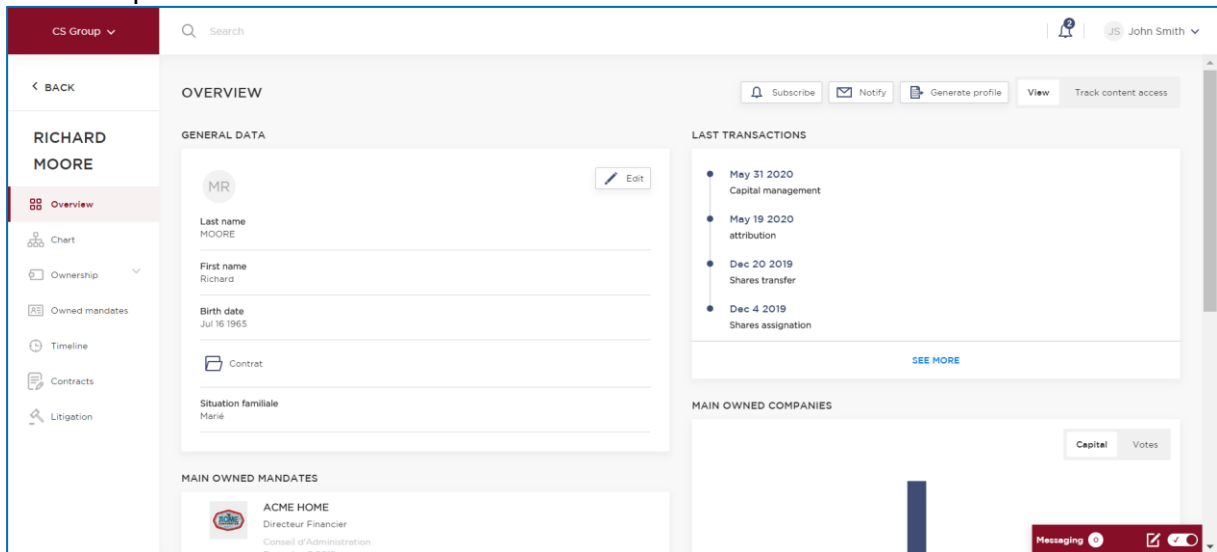 CS Group
Search
2
JS John Smith
BACK
OVERVIEW
Subscribe
Notify
Generate profile
View
Track content access
RICHARD
MOORE
Overview
Chart
Ownership
Owned mandates
Timeline
Contracts
Litigation
GENERAL DATA
MR
Edit
Last name
MOORE
First name
Richard
Birth date
Jul 16 1965
Contrat
Situation familiale
Marié
MAIN OWNED MANDATES
ACME
ACME HOME
Directeur Financier
Conseil d'Administration
LAST TRANSACTIONS
May 31 2020
Capital management
May 19 2020
attribution
Dec 20 2019
Shares transfer
Dec 4 2019
Shares assignation
SEE MORE
MAIN OWNED COMPANIES
Capital
Votes
Messaging 0